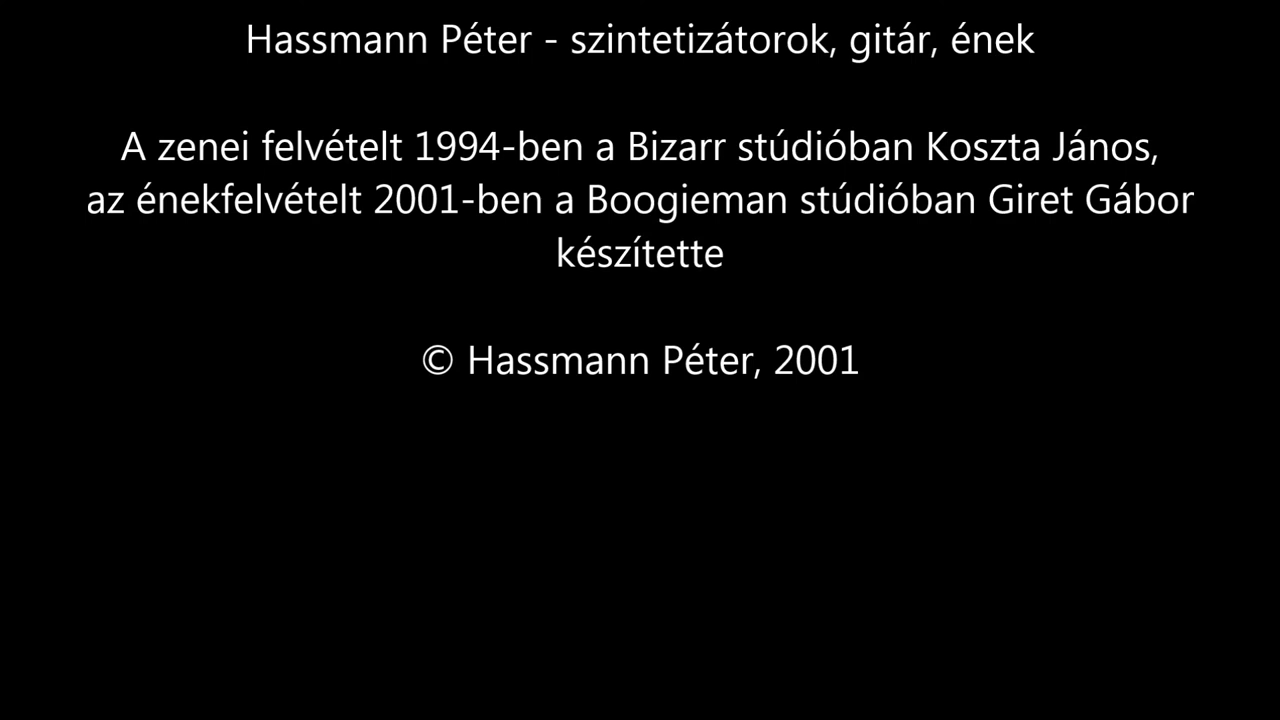 Hassmann Péter - szintetizátorok, gitár, ének
A zenei felvételt 1994-ben a Bizarr stúdióban Koszta János,
az énekfelvételt 2001-ben a Boogieman stúdióban Giret Gábor
készítette
© Hassmann Péter, 2001